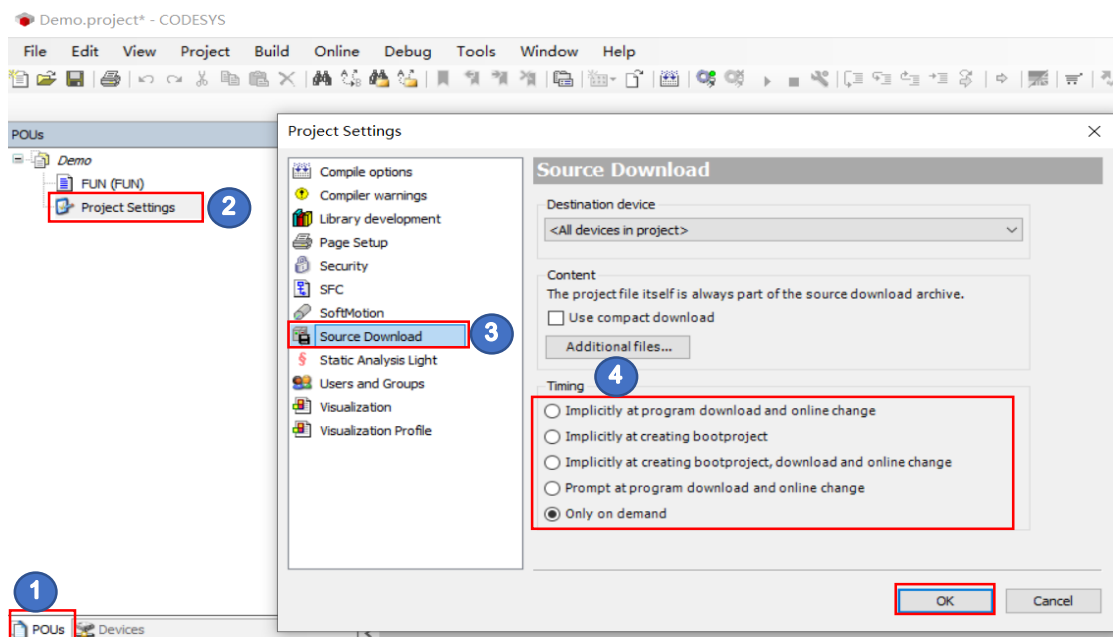 Demo.project* - CODESYS
File Edit View Project Build Online Debug Tools Window Help
POUs
Demo
FUN (FUN)
Project Settings
2
1
POUs
Devices
Project Settings
Compile options
Compiler warnings
Library development
Page Setup
Security
SFC
SoftMotion
Source Download
3
Static Analysis Light
Users and Groups
Visualization
Visualization Profile
Source Download
Destination device
<All devices in project>
Content
The project file itself is always part of the source download archive.
Use compact download
Additional files...
4
Timing
Implicitly at program download and online change
Implicitly at creating bootproject
Implicitly at creating bootproject, download and online change
Prompt at program download and online change
Only on demand
OK
Cancel